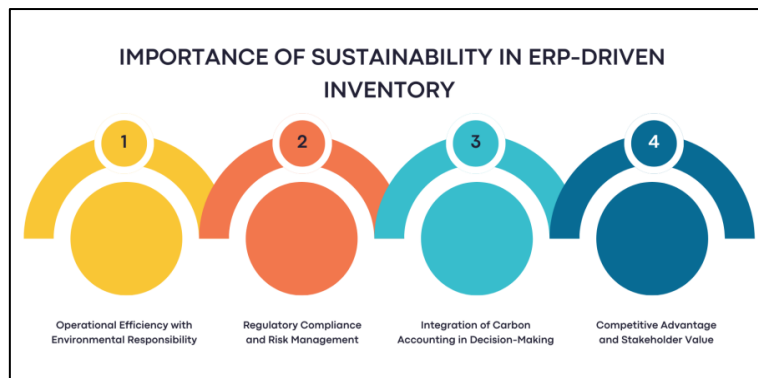 IMPORTANCE OF SUSTAINABILITY IN ERP-DRIVEN
INVENTORY
1
2
3
4
Operational Efficiency with
Environmental Responsibility
Regulatory Compliance
and Risk Management
Integration of Carbon
Accounting in Decision-Making
Competitive Advantage
and Stakeholder Value